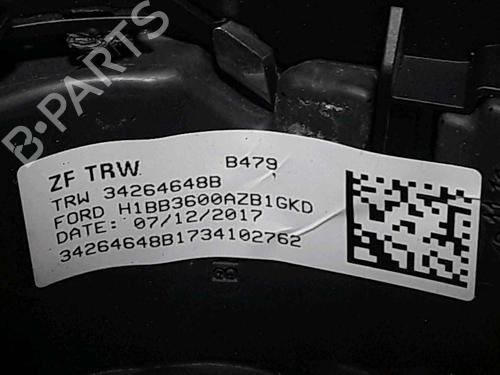 B-PARTS
ZF TRW B479
TRW 34264648B
FORD H1BB3600AZB1GKD
DATE: 07/12/2017
34264648B1734102762